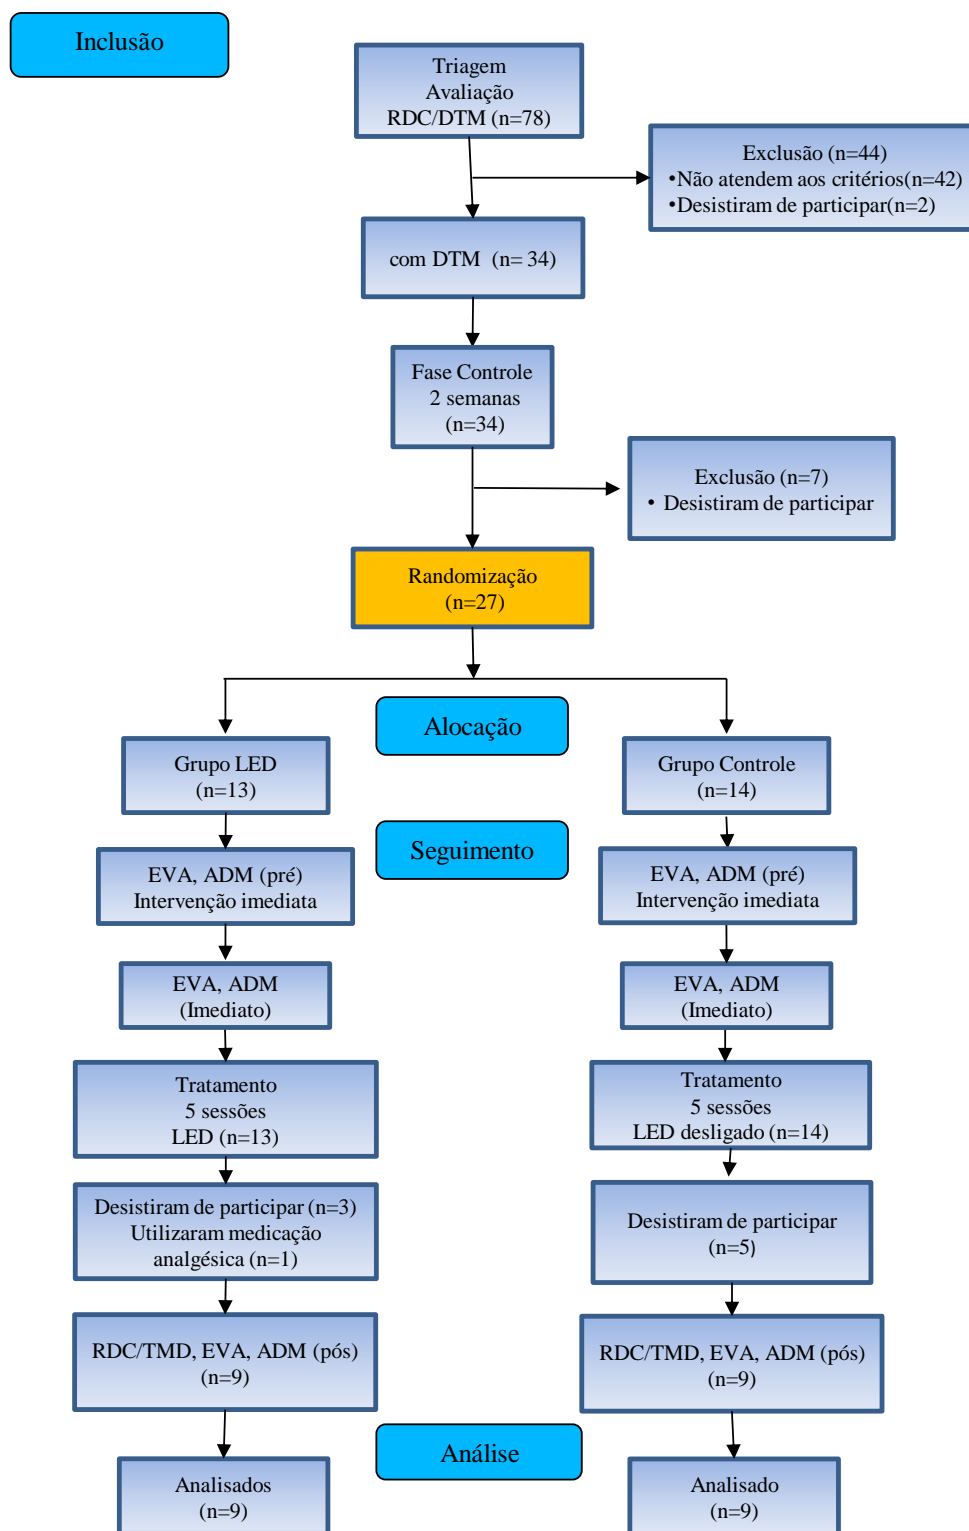 Inclusão
Triagem
Avaliação
RDC/DTM (n=78)
Exclusão (n=44)
•Não atendem aos critérios(n=42)
•Desistiram de participar(n=2)
com DTM (n= 34)
Fase Controle
2 semanas
(n=34)
Exclusão (n=7)
• Desistiram de participar
Randomização
(n=27)
Alocação
Grupo LED
(n=13)
Grupo Controle
(n=14)
Seguimento
EVA, ADM (pré)
Intervenção imediata
EVA, ADM (pré)
Intervenção imediata
EVA, ADM
(Imediato)
EVA, ADM
(Imediato)
Tratamento
5 sessões
LED (n=13)
Tratamento
5 sessões
LED desligado (n=14)
Desistiram de participar (n=3)
Utilizaram medicação
analgésica (n=1)
Desistiram de participar
(n=5)
RDC/TMD, EVA, ADM (pós)
(n=9)
RDC/TMD, EVA, ADM (pós)
(n=9)
Análise
Analisados
(n=9)
Analisado
(n=9)